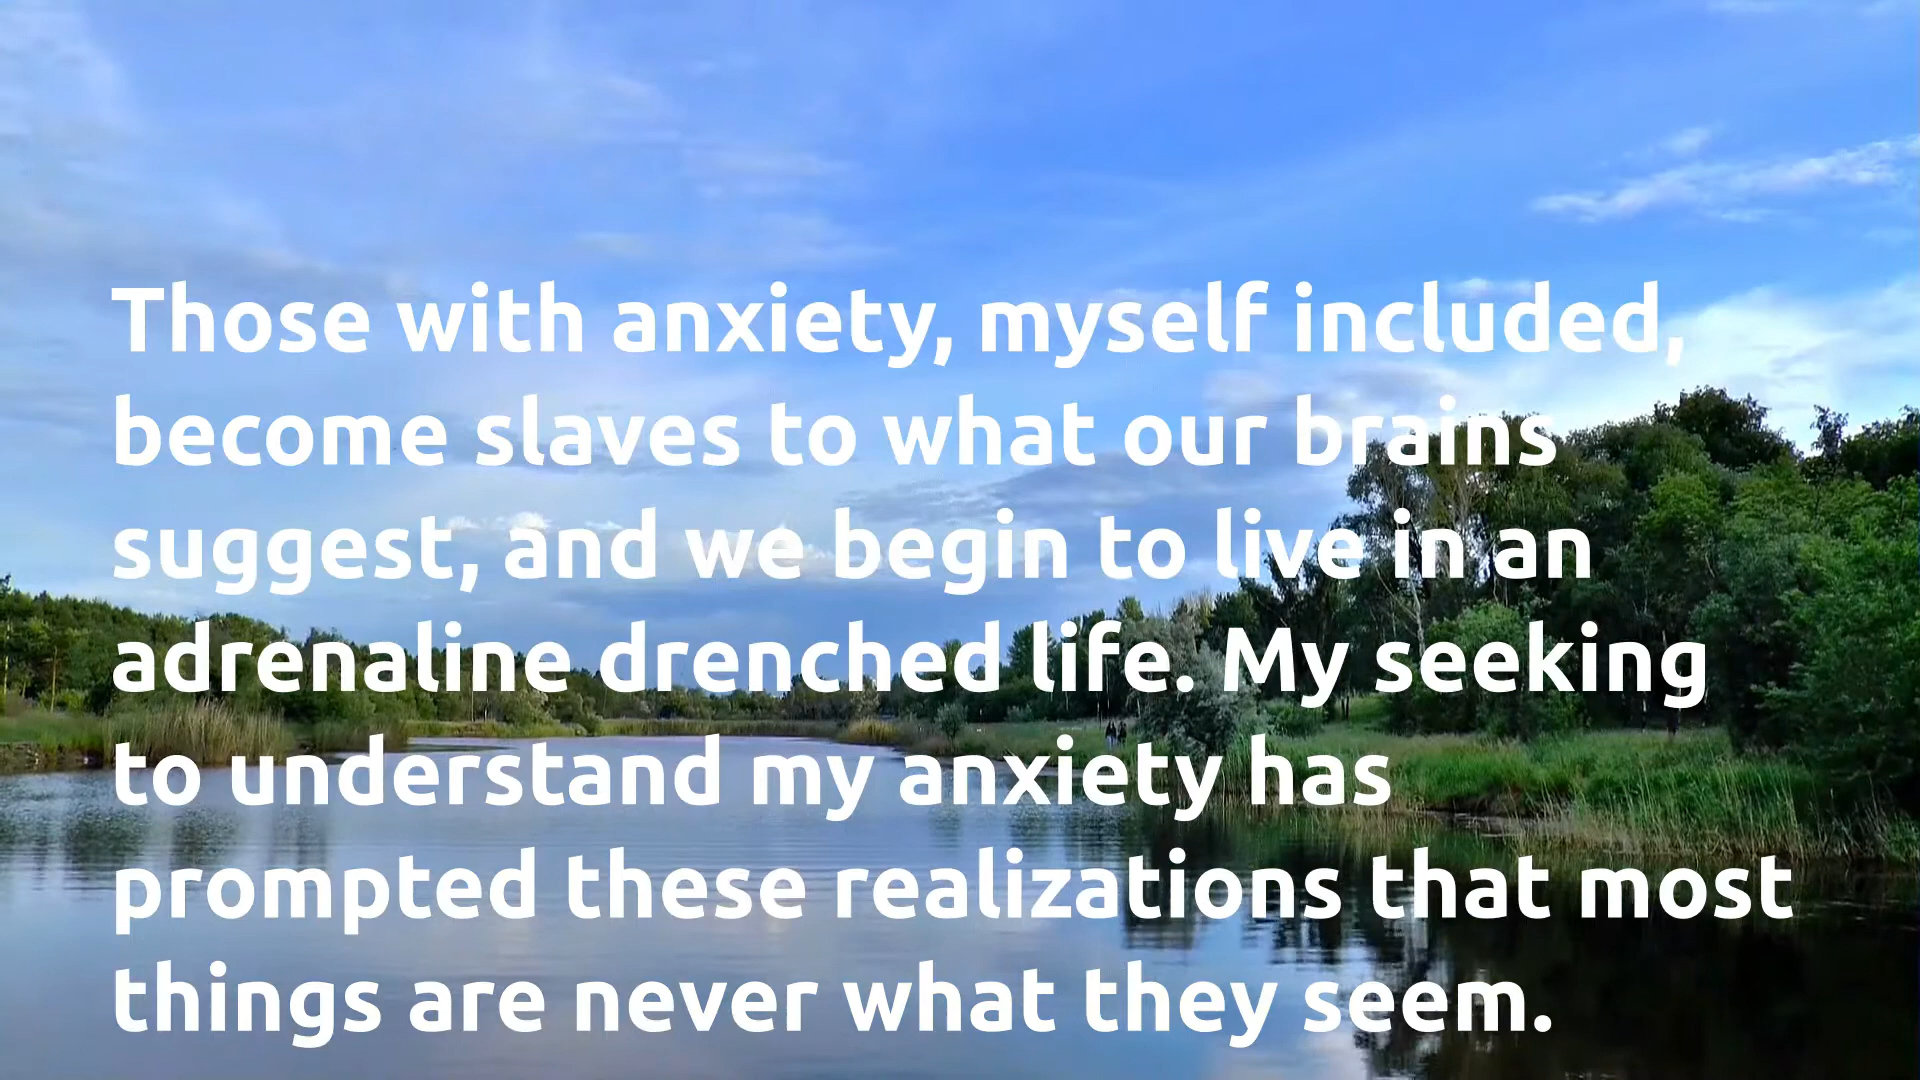 Those with anxiety, myself included,
become slaves to what our brains
suggest, and we begin to live in an
adrenaline drenched life. My seeking
to understand my anxiety has
prompted these realizations that most
things are never what they seem.